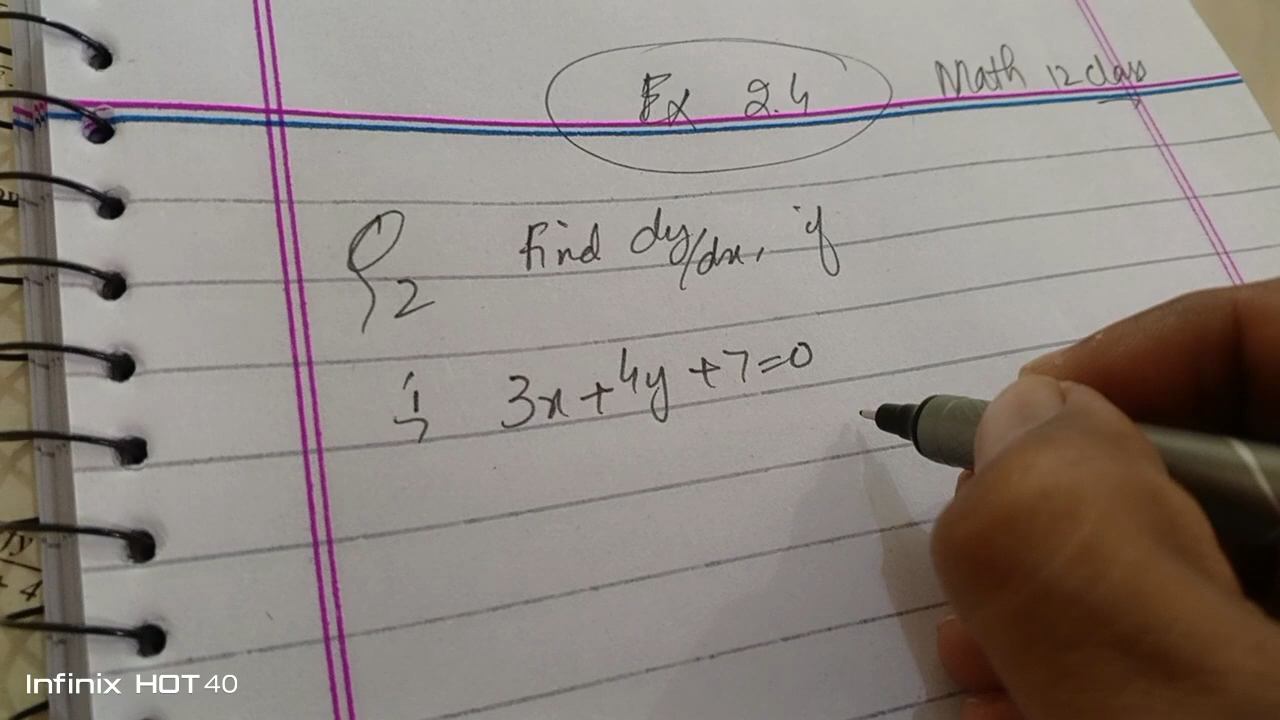 Ex 2.4
Math 12 class
Q2 Find dy/dx, if
i 3x+4y+7=0
Infinix HOT 40